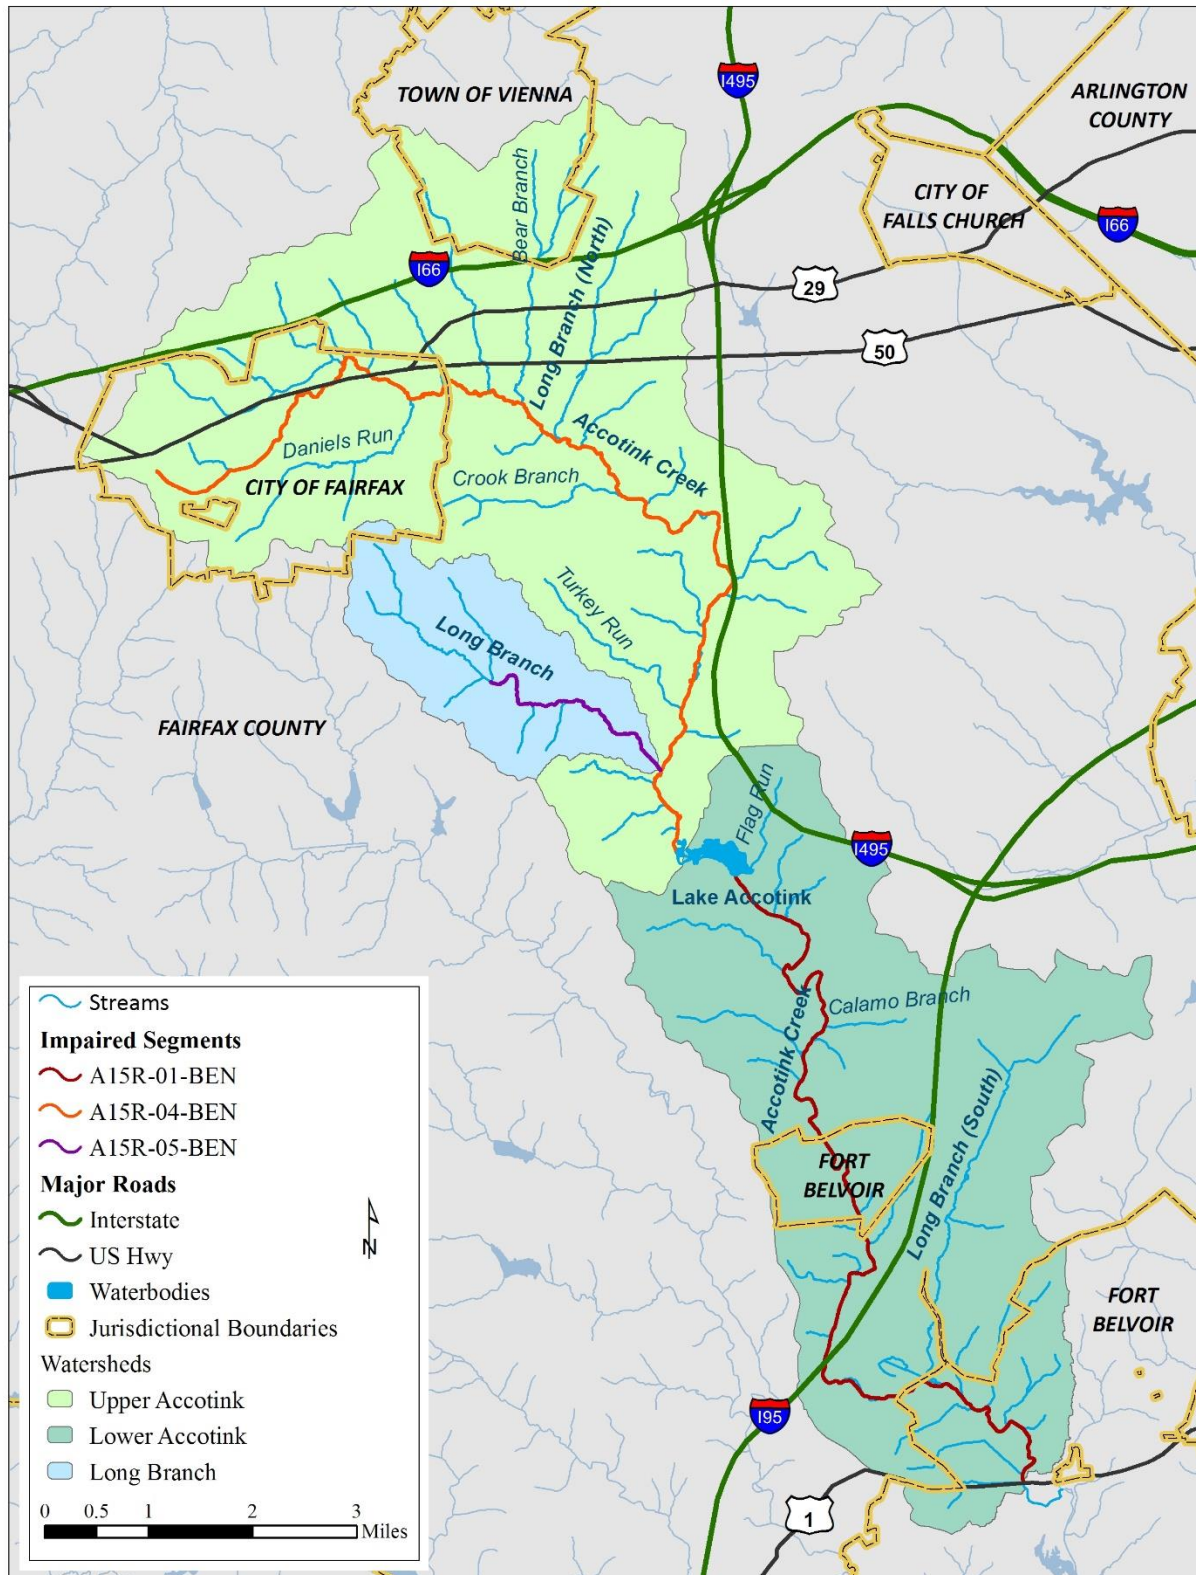 I495
TOWN OF VIENNA
ARLINGTON
COUNTY
Bear Branch
CITY OF
FALLS CHURCH
I66
Long Branch (North)
I66
29
50
Daniels Run
Accotink Creek
Crook Branch
CITY OF FAIRFAX
Turkey Run
Long Branch
FAIRFAX COUNTY
Flag Run
I495
Lake Accotink
Calamo Branch
Accotink Creek
Long Branch (South)
FORT
BELVOIR
FORT
BELVOIR
I95
1
Streams
Impaired Segments
A15R-01-BEN
A15R-04-BEN
A15R-05-BEN
Major Roads
Interstate
US Hwy
N
Waterbodies
Jurisdictional Boundaries
Watersheds
Upper Accotink
Lower Accotink
Long Branch
0 0.5 1 2 3
Miles